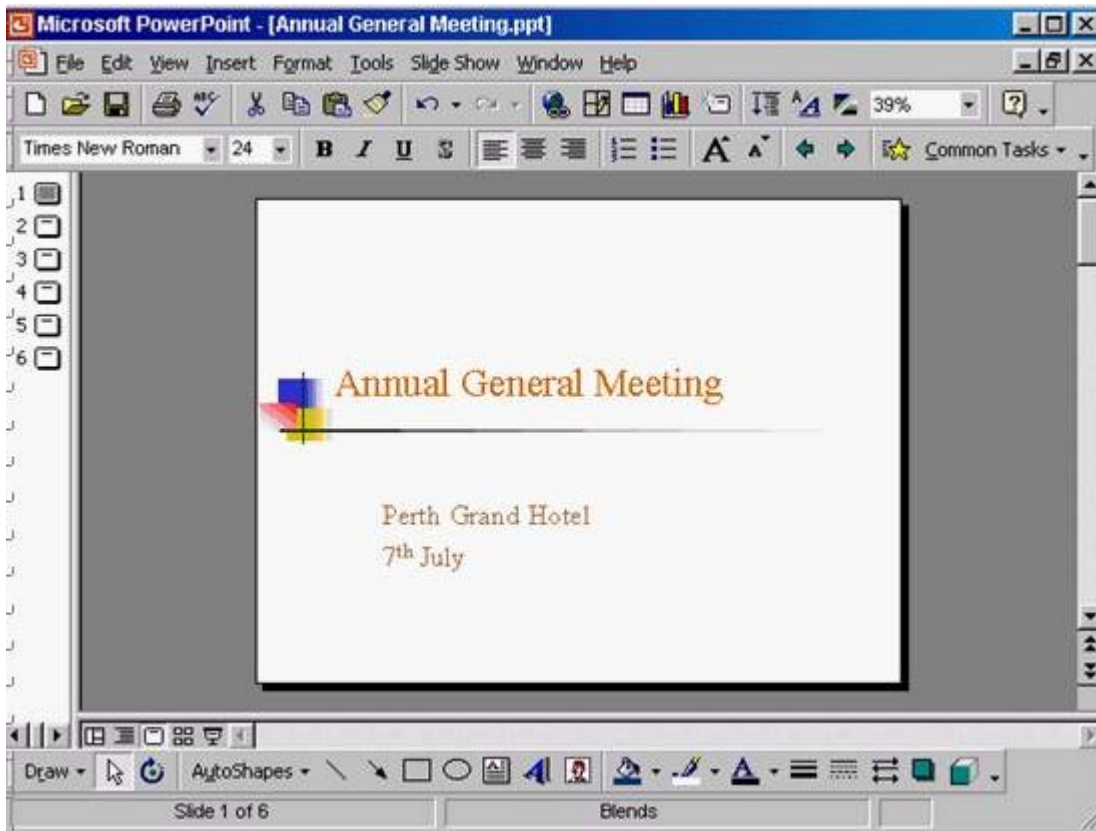 Microsoft PowerPoint - [Annual General Meeting.ppt]
File Edit View Insert Format Tools Slide Show Window Help
ABC A A 39% ?
Times New Roman 24 B I U S A A Common Tasks
1
2
3
4
5
6
Annual General Meeting
Perth Grand Hotel
7th July
Draw AutoShapes A A A
Slide 1 of 6 Blends